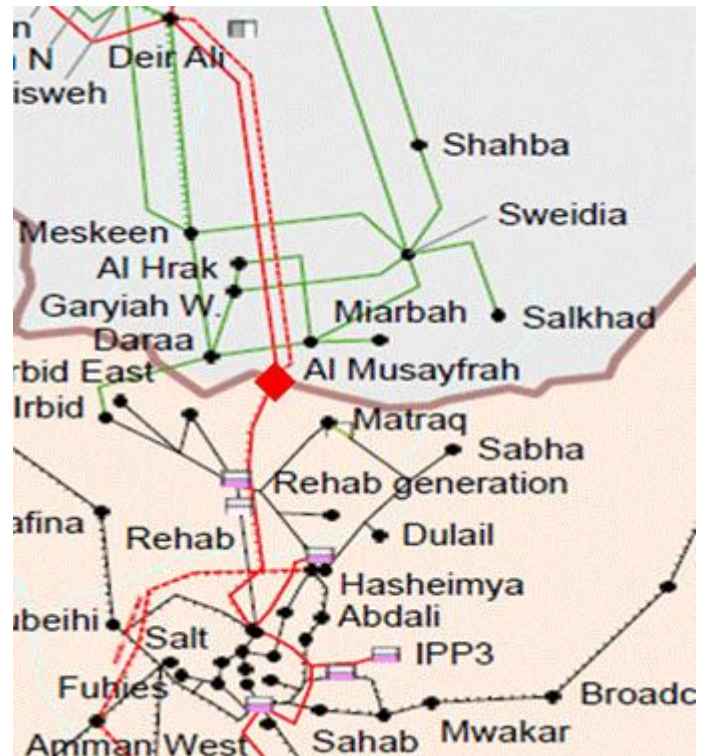 Deir Ali
N
isweh
Shahba
Sweidia
Meskeen
Al Hrak
Garyiah W.
Miarbah
Salkhad
Daraa
rbid East
Al Musayfrah
Irbid
Matraq
Sabha
Rehab generation
afina
Rehab
Dulail
Hasheimya
ubeihi
Abdali
Salt
IPP3
Fuhies
Broadc
Amman West
Sahab
Mwakar